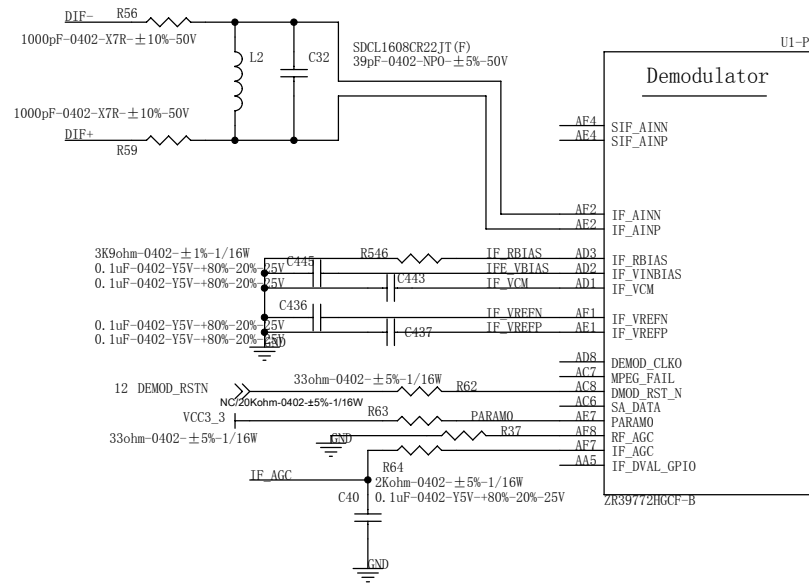 DIF-
R56
1000pF-0402-X7R-±10%-50V
L2
C32
SDCL1608CR22JT(F)
39pF-0402-NPO-±5%-50V
1000pF-0402-X7R-±10%-50V
DIF+
R59
U1-P
Demodulator
AF4 SIF_AINN
AE4 SIF_AINP
AF2 IF_AINN
AE2 IF_AINP
3K9ohm-0402-±1%-1/16W
R546
IF_RBIAS
AD3 IF_RBIAS
0.1uF-0402-Y5V-+80%-20%-25V
C445
IFE_VBIAS
AD2 IF_VINBIAS
0.1uF-0402-Y5V-+80%-20%-25V
C443
IF_VCM
AD1 IF_VCM
C436
IF_VREFN
AF1 IF_VREFN
0.1uF-0402-Y5V-+80%-20%-25V
C437
IF_VREFP
AE1 IF_VREFP
0.1uF-0402-Y5V-+80%-20%-25V
GND
AD8 DEMOD_CLKO
AC7 MPEG_FAIL
12 DEMOD_RSTN
33ohm-0402-±5%-1/16W
R62
AC8 DMOD_RST_N
NC/20Kohm-0402-±5%-1/16W
AC6 SA_DATA
VCC3_3
R63
PARAMO
AE7 PARAMO
33ohm-0402-±5%-1/16W
GND
R37
AF8 RF_AGC
AF7 IF_AGC
R64
AA5 IF_DVAL_GPIO
IF_AGC
2Kohm-0402-±5%-1/16W
C40
0.1uF-0402-Y5V-+80%-20%-25V
ZR39772HGCF-B
GND